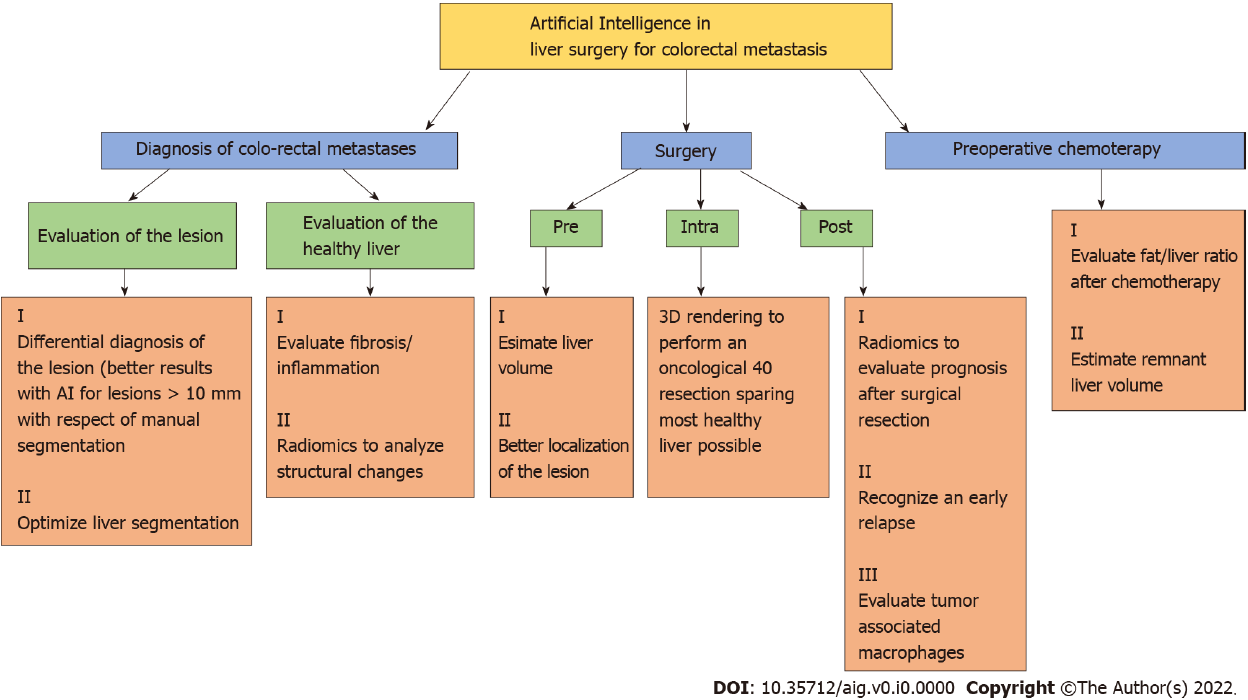 Artificial Intelligence in
liver surgery for colorectal metastasis
Diagnosis of colo-rectal metastases
Surgery
Preoperative chemoterapy
Evaluation of the lesion
Evaluation of the
healthy liver
Pre
Intra
Post
I
Differential diagnosis of
the lesion (better results
with AI for lesions > 10 mm
with respect of manual
segmentation
II
Optimize liver segmentation
I
Evaluate fibrosis/
inflammation
II
Radiomics to analyze
structural changes
I
Esimate liver
volume
II
Better localization
of the lesion
3D rendering to
perform an
oncological 40
resection sparing
most healthy
liver possible
I
Radiomics to
evaluate prognosis
after surgical
resection
II
Recognize an early
relapse
III
Evaluate tumor
associated
macrophages
I
Evaluate fat/liver ratio
after chemotherapy
II
Estimate remnant
liver volume
DOI: 10.35712/aig.v0.i0.0000 Copyright ©The Author(s) 2022.